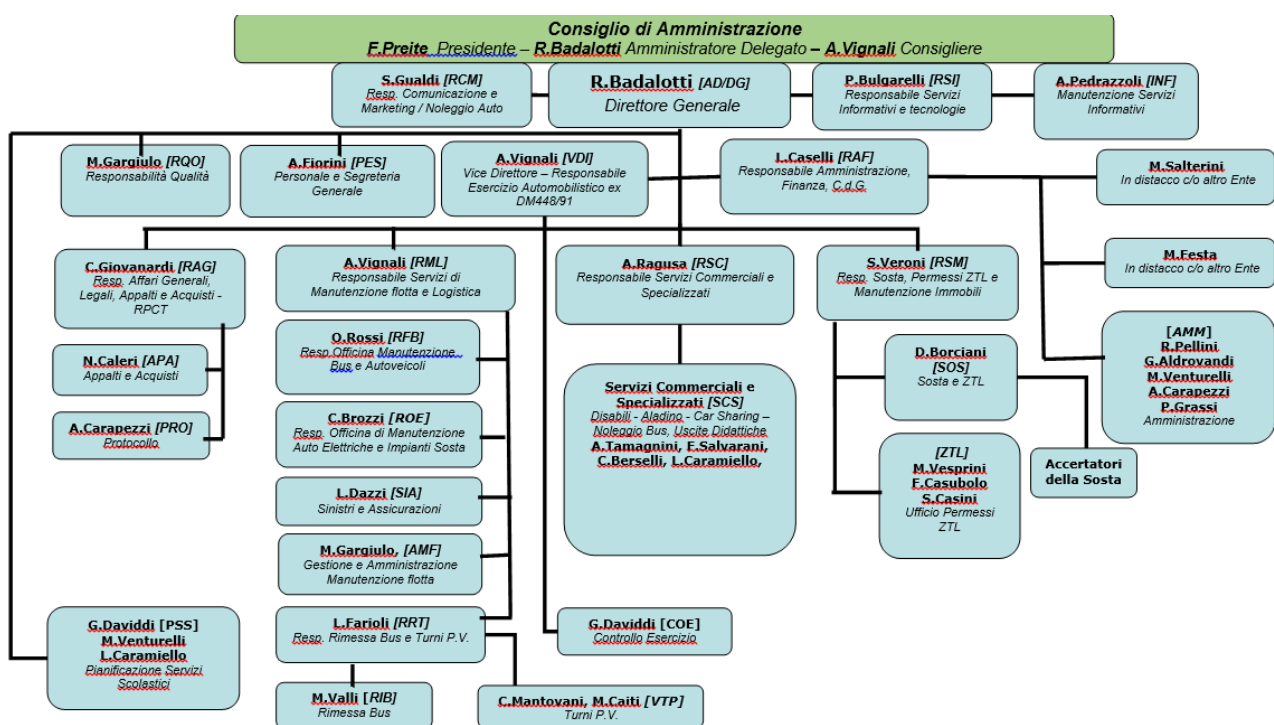 Consiglio di Amministrazione
F.Preite Presidente – R.Badalotti Amministratore Delegato – A.Vignali Consigliere
S.Gualdi [RCM]
Resp. Comunicazione e
Marketing / Noleggio Auto
R.Badalotti [AD/DG]
Direttore Generale
P.Bulgarelli [RSI]
Responsabile Servizi
Informativi e tecnologie
A.Pedrazzoli [INF]
Manutenzione Servizi
Informativi
M.Gargiulo [RQO]
Responsabilità Qualità
A.Fiorini [PES]
Personale e Segreteria
Generale
A.Vignali [VDI]
Vice Direttore – Responsabile
Esercizio Automobilistico ex
DM448/91
L.Caselli [RAF]
Responsabile Amministrazione,
Finanza, C.d.G.
M.Salterini
In distacco c/o altro Ente
C.Giovanardi [RAG]
Resp. Affari Generali,
Legali, Appalti e Acquisti -
RPCT
A.Vignali [RML]
Responsabile Servizi di
Manutenzione flotta e Logistica
A.Ragusa [RSC]
Responsabile Servizi Commerciali e
Specializzati
S.Veroni [RSM]
Resp. Sosta, Permessi ZTL e
Manutenzione Immobili
M.Festa
In distacco c/o altro Ente
N.Caleri [APA]
Appalti e Acquisti
A.Carapezzi [PRO]
Protocollo
O.Rossi [RFB]
Resp.Officina Manutenzione
Bus e Autoveicoli
C.Brozzi [ROE]
Resp. Officina di Manutenzione
Auto Elettriche e Impianti Sosta
L.Dazzi [SIA]
Sinistri e Assicurazioni
M.Gargiulo, [AMF]
Gestione e Amministrazione
Manutenzione flotta
Servizi Commerciali e
Specializzati [SCS]
Disabili - Aladino - Car Sharing –
Noleggio Bus, Uscite Didattiche
A.Tamagnini, F.Salvarani,
C.Berselli, L.Caramiello,
D.Borciani
[SOS]
Sosta e ZTL
[AMM]
R.Pellini
G.Aldrovandi
M.Venturelli
A.Carapezzi
P.Grassi
Amministrazione
[ZTL]
M.Vesprini
F.Casubolo
S.Casini
Ufficio Permessi
ZTL
Accertatori
della Sosta
G.Daviddi [PSS]
M.Venturelli
L.Caramiello
Pianificazione Servizi
Scolastici
L.Farioli [RRT]
Resp. Rimessa Bus e Turni P.V.
G.Daviddi [COE]
Controllo Esercizio
M.Valli [RIB]
Rimessa Bus
C.Mantovani, M.Caiti [VTP]
Turni P.V.